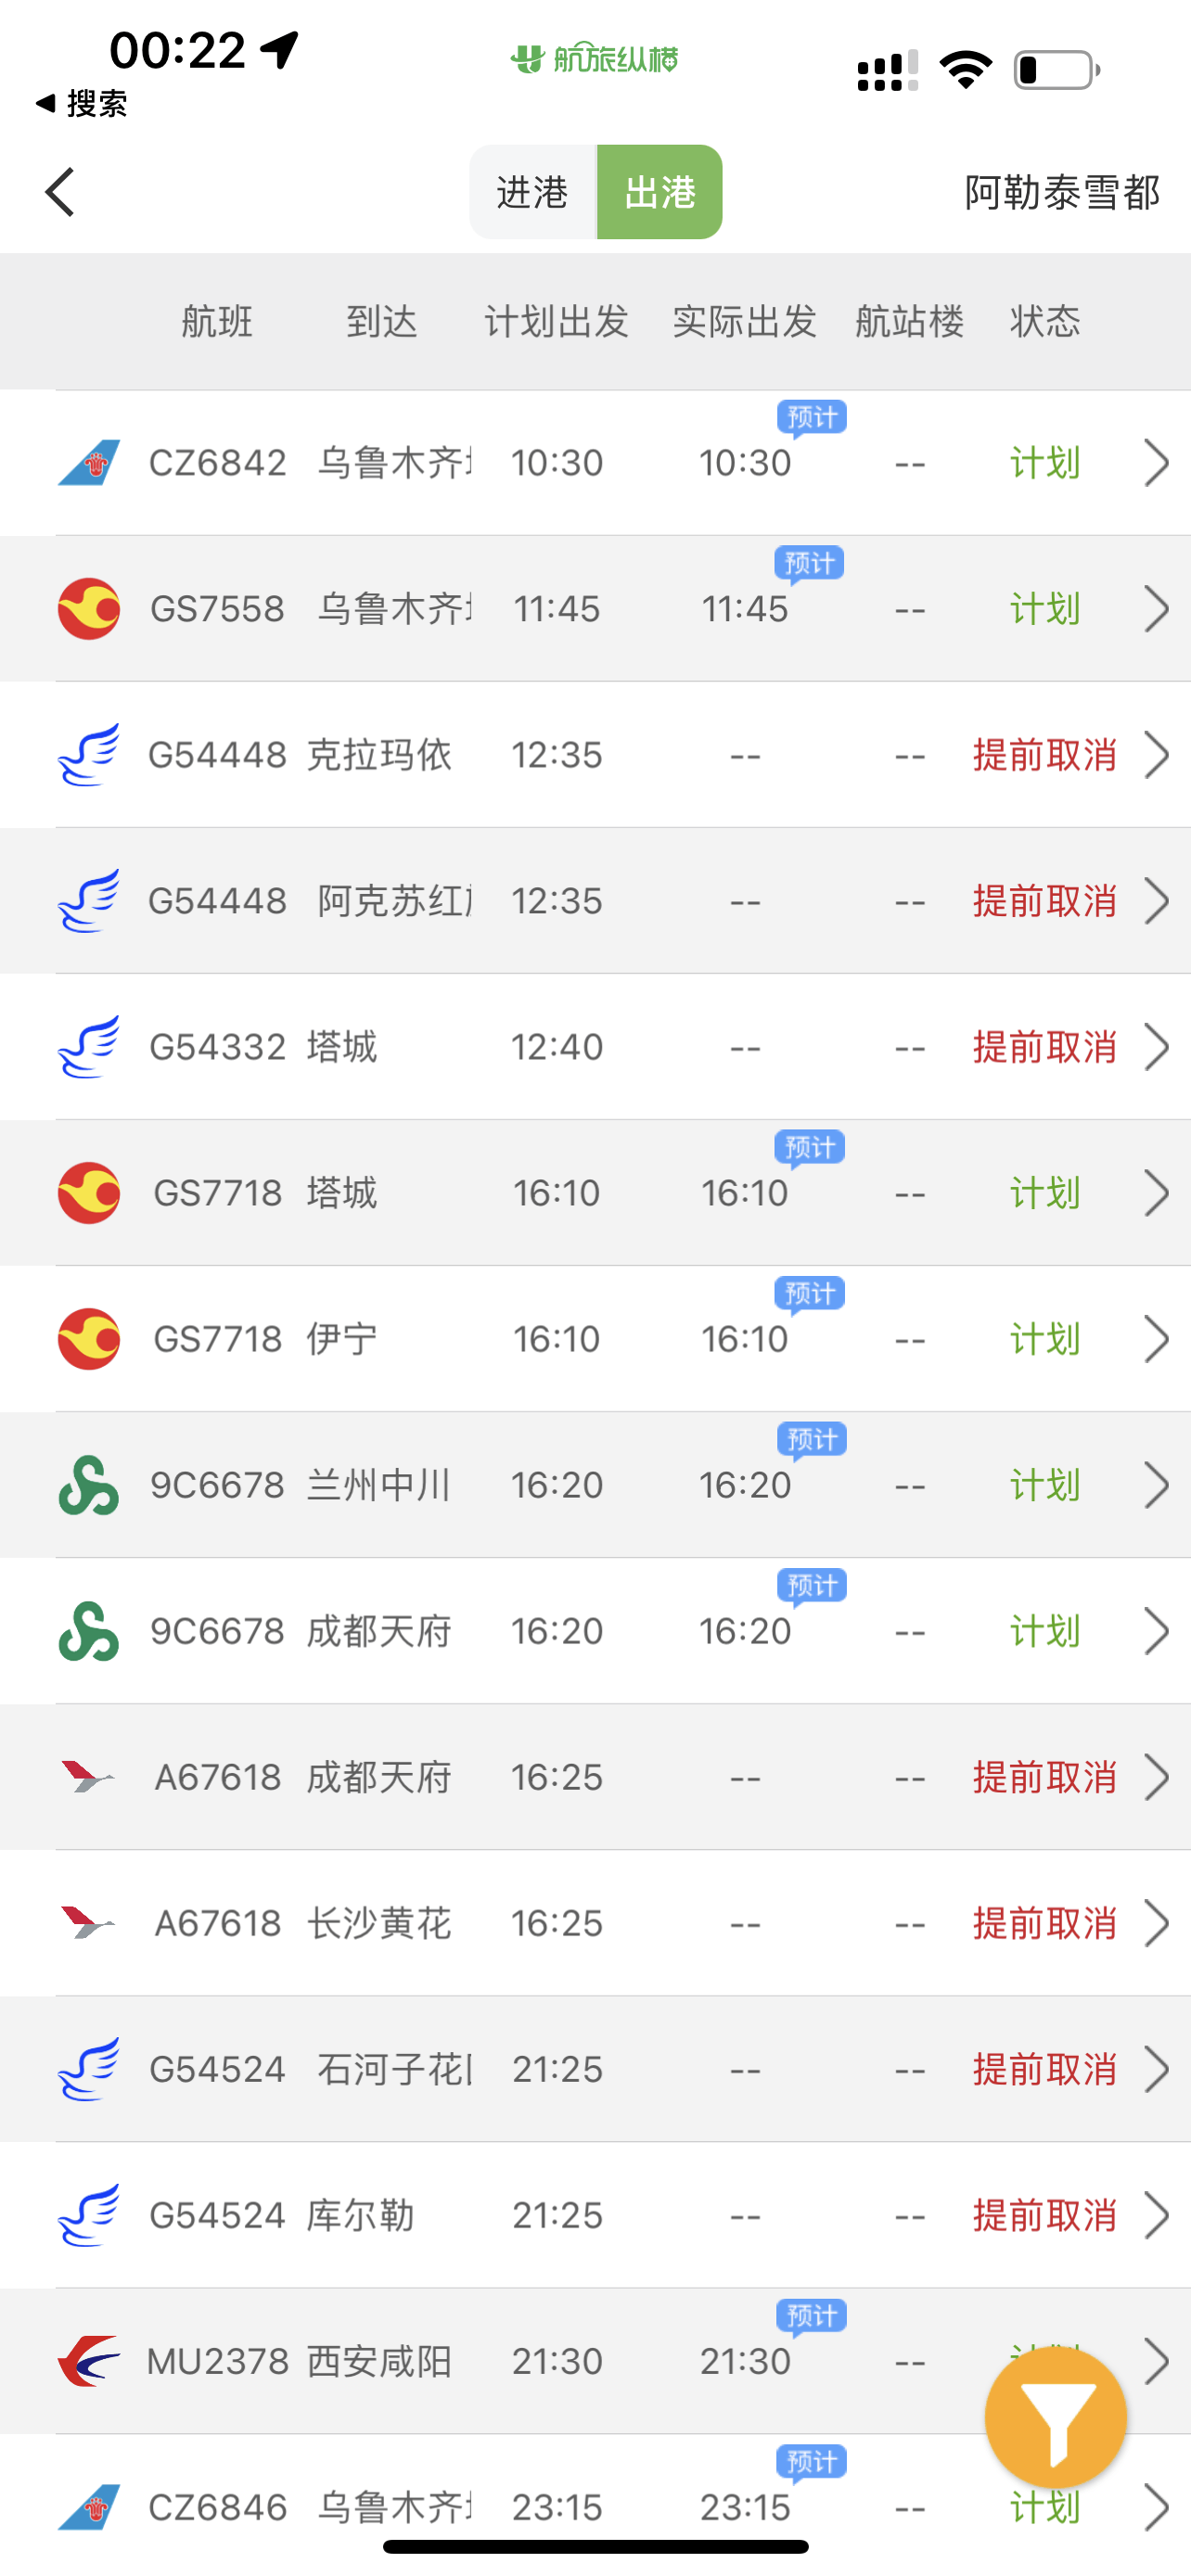 00:22
航旅纵横
搜索
进港 出港 阿勒泰雪都
航班 到达 计划出发 实际出发 航站楼 状态
预计
CZ6842 乌鲁木齐 10:30 10:30 -- 计划
预计
GS7558 乌鲁木齐 11:45 11:45 -- 计划
G54448 克拉玛依 12:35 -- -- 提前取消
G54448 阿克苏红 12:35 -- -- 提前取消
G54332 塔城 12:40 -- -- 提前取消
预计
GS7718 塔城 16:10 16:10 -- 计划
预计
GS7718 伊宁 16:10 16:10 -- 计划
预计
9C6678 兰州中川 16:20 16:20 -- 计划
预计
9C6678 成都天府 16:20 16:20 -- 计划
A67618 成都天府 16:25 -- -- 提前取消
A67618 长沙黄花 16:25 -- -- 提前取消
G54524 石河子花 21:25 -- -- 提前取消
G54524 库尔勒 21:25 -- -- 提前取消
预计
MU2378 西安咸阳 21:30 21:30 --
预计
CZ6846 乌鲁木齐 23:15 23:15 -- 计划